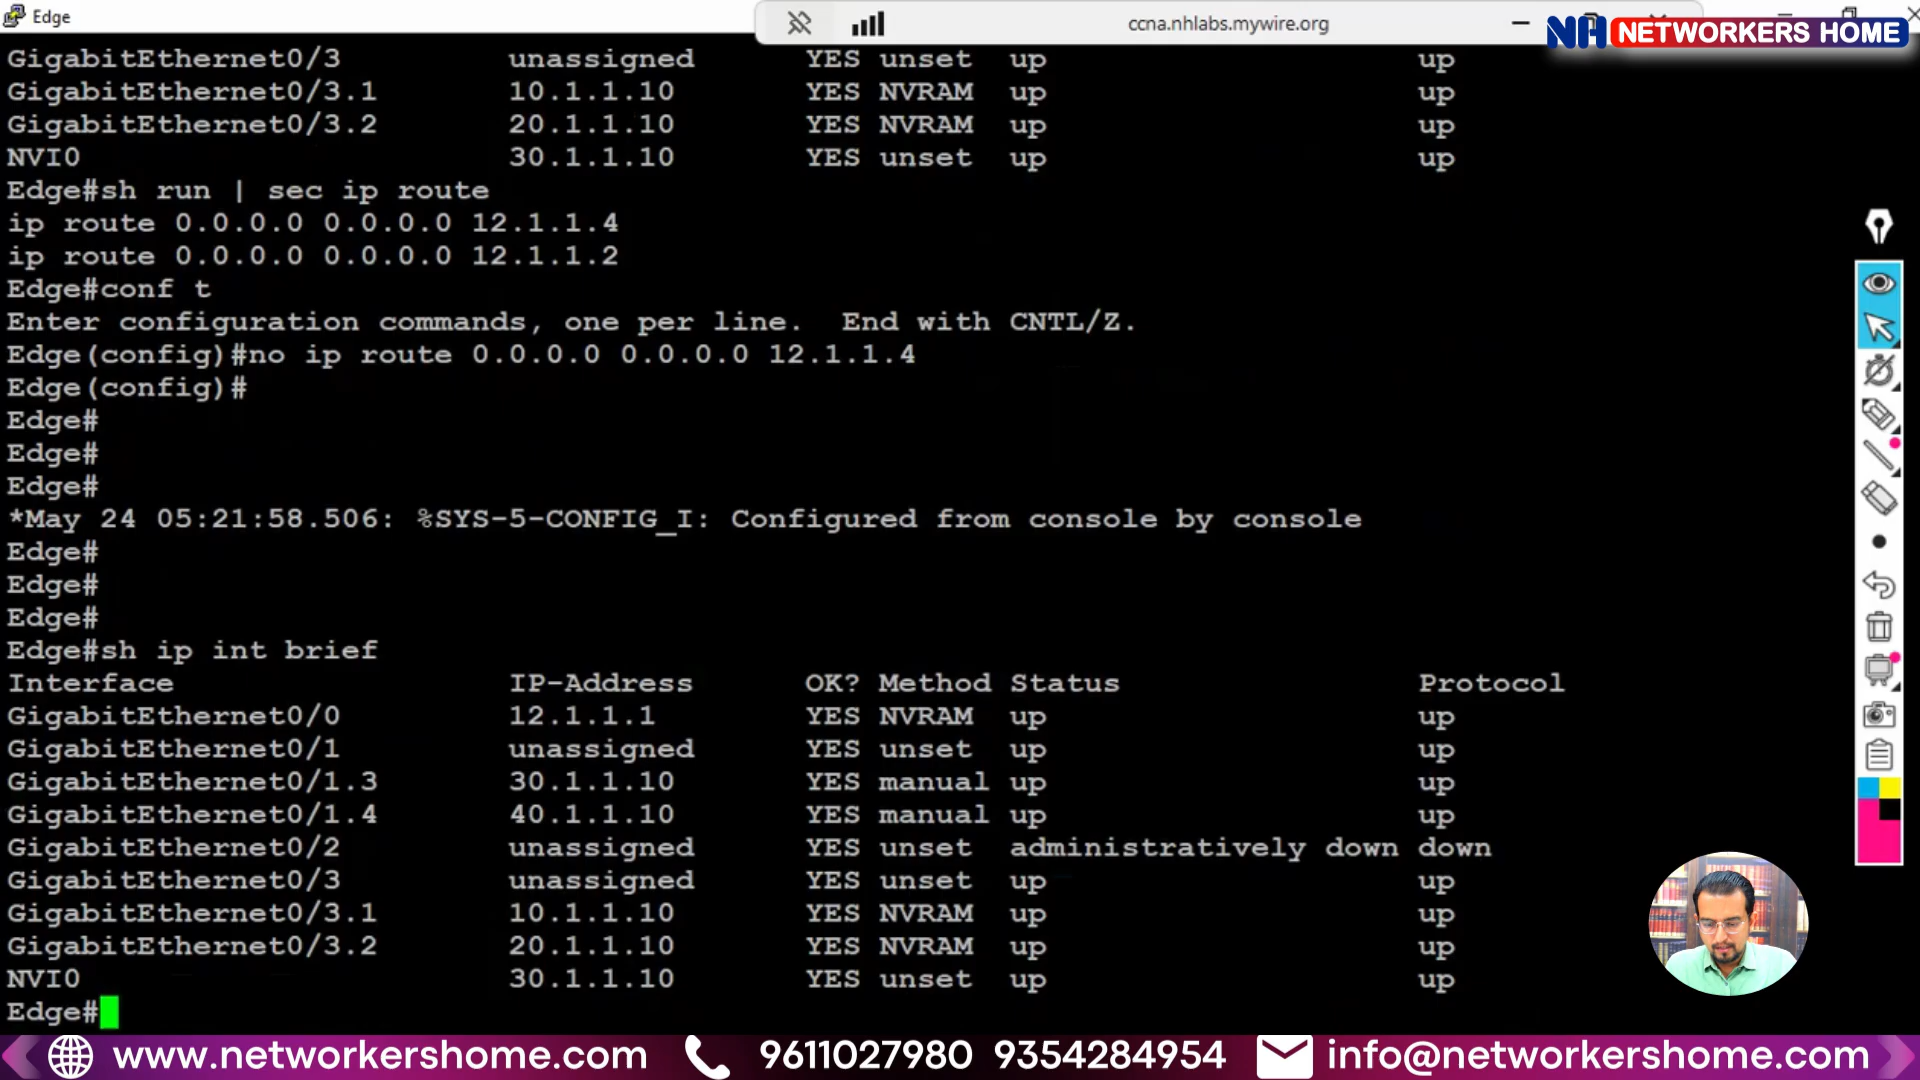 Edge
ccna.nhlabs.mywire.org
NH NETWORKERS HOME
GigabitEthernet0/3 unassigned YES unset up up
GigabitEthernet0/3.1 10.1.1.10 YES NVRAM up up
GigabitEthernet0/3.2 20.1.1.10 YES NVRAM up up
NVI0 30.1.1.10 YES unset up up
Edge#sh run | sec ip route
ip route 0.0.0.0 0.0.0.0 12.1.1.4
ip route 0.0.0.0 0.0.0.0 12.1.1.2
Edge#conf t
Enter configuration commands, one per line.  End with CNTL/Z.
Edge(config)#no ip route 0.0.0.0 0.0.0.0 12.1.1.4
Edge(config)#
Edge#
Edge#
Edge#
*May 24 05:21:58.506: %SYS-5-CONFIG_I: Configured from console by console
Edge#
Edge#
Edge#
Edge#sh ip int brief
Interface IP-Address OK? Method Status Protocol
GigabitEthernet0/0 12.1.1.1 YES NVRAM up up
GigabitEthernet0/1 unassigned YES unset up up
GigabitEthernet0/1.3 30.1.1.10 YES manual up up
GigabitEthernet0/1.4 40.1.1.10 YES manual up up
GigabitEthernet0/2 unassigned YES unset administratively down down
GigabitEthernet0/3 unassigned YES unset up up
GigabitEthernet0/3.1 10.1.1.10 YES NVRAM up up
GigabitEthernet0/3.2 20.1.1.10 YES NVRAM up up
NVI0 30.1.1.10 YES unset up up
Edge#
www.networkershome.com 9611027980 9354284954 info@networkershome.com